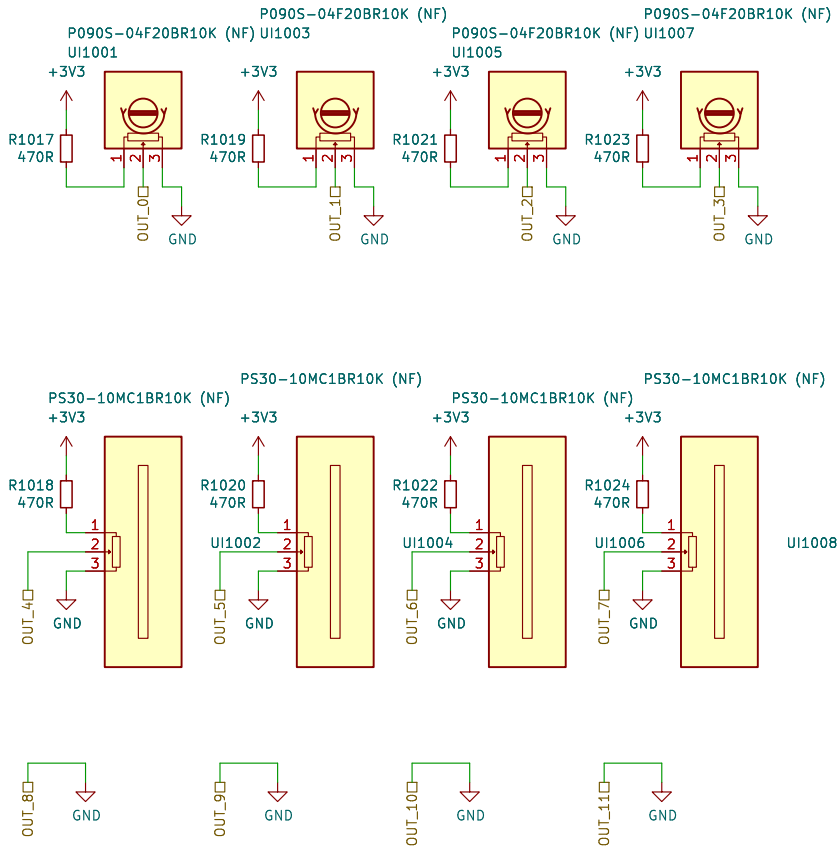 P090S-04F20BR10K (NF)
UI1001
+3V3
R1017
470R
1
2
3
OUT_0
GND
P090S-04F20BR10K (NF)
UI1003
+3V3
R1019
470R
1
2
3
OUT_1
GND
P090S-04F20BR10K (NF)
UI1005
+3V3
R1021
470R
1
2
3
OUT_2
GND
P090S-04F20BR10K (NF)
UI1007
+3V3
R1023
470R
1
2
3
OUT_3
GND
PS30-10MC1BR10K (NF)
+3V3
R1018
470R
1
2
3
UI1002
OUT_4
GND
PS30-10MC1BR10K (NF)
+3V3
R1020
470R
1
2
3
UI1004
OUT_5
GND
PS30-10MC1BR10K (NF)
+3V3
R1022
470R
1
2
3
UI1006
OUT_6
GND
PS30-10MC1BR10K (NF)
+3V3
R1024
470R
1
2
3
UI1008
OUT_7
GND
OUT_8
GND
OUT_9
GND
OUT_10
GND
OUT_11
GND